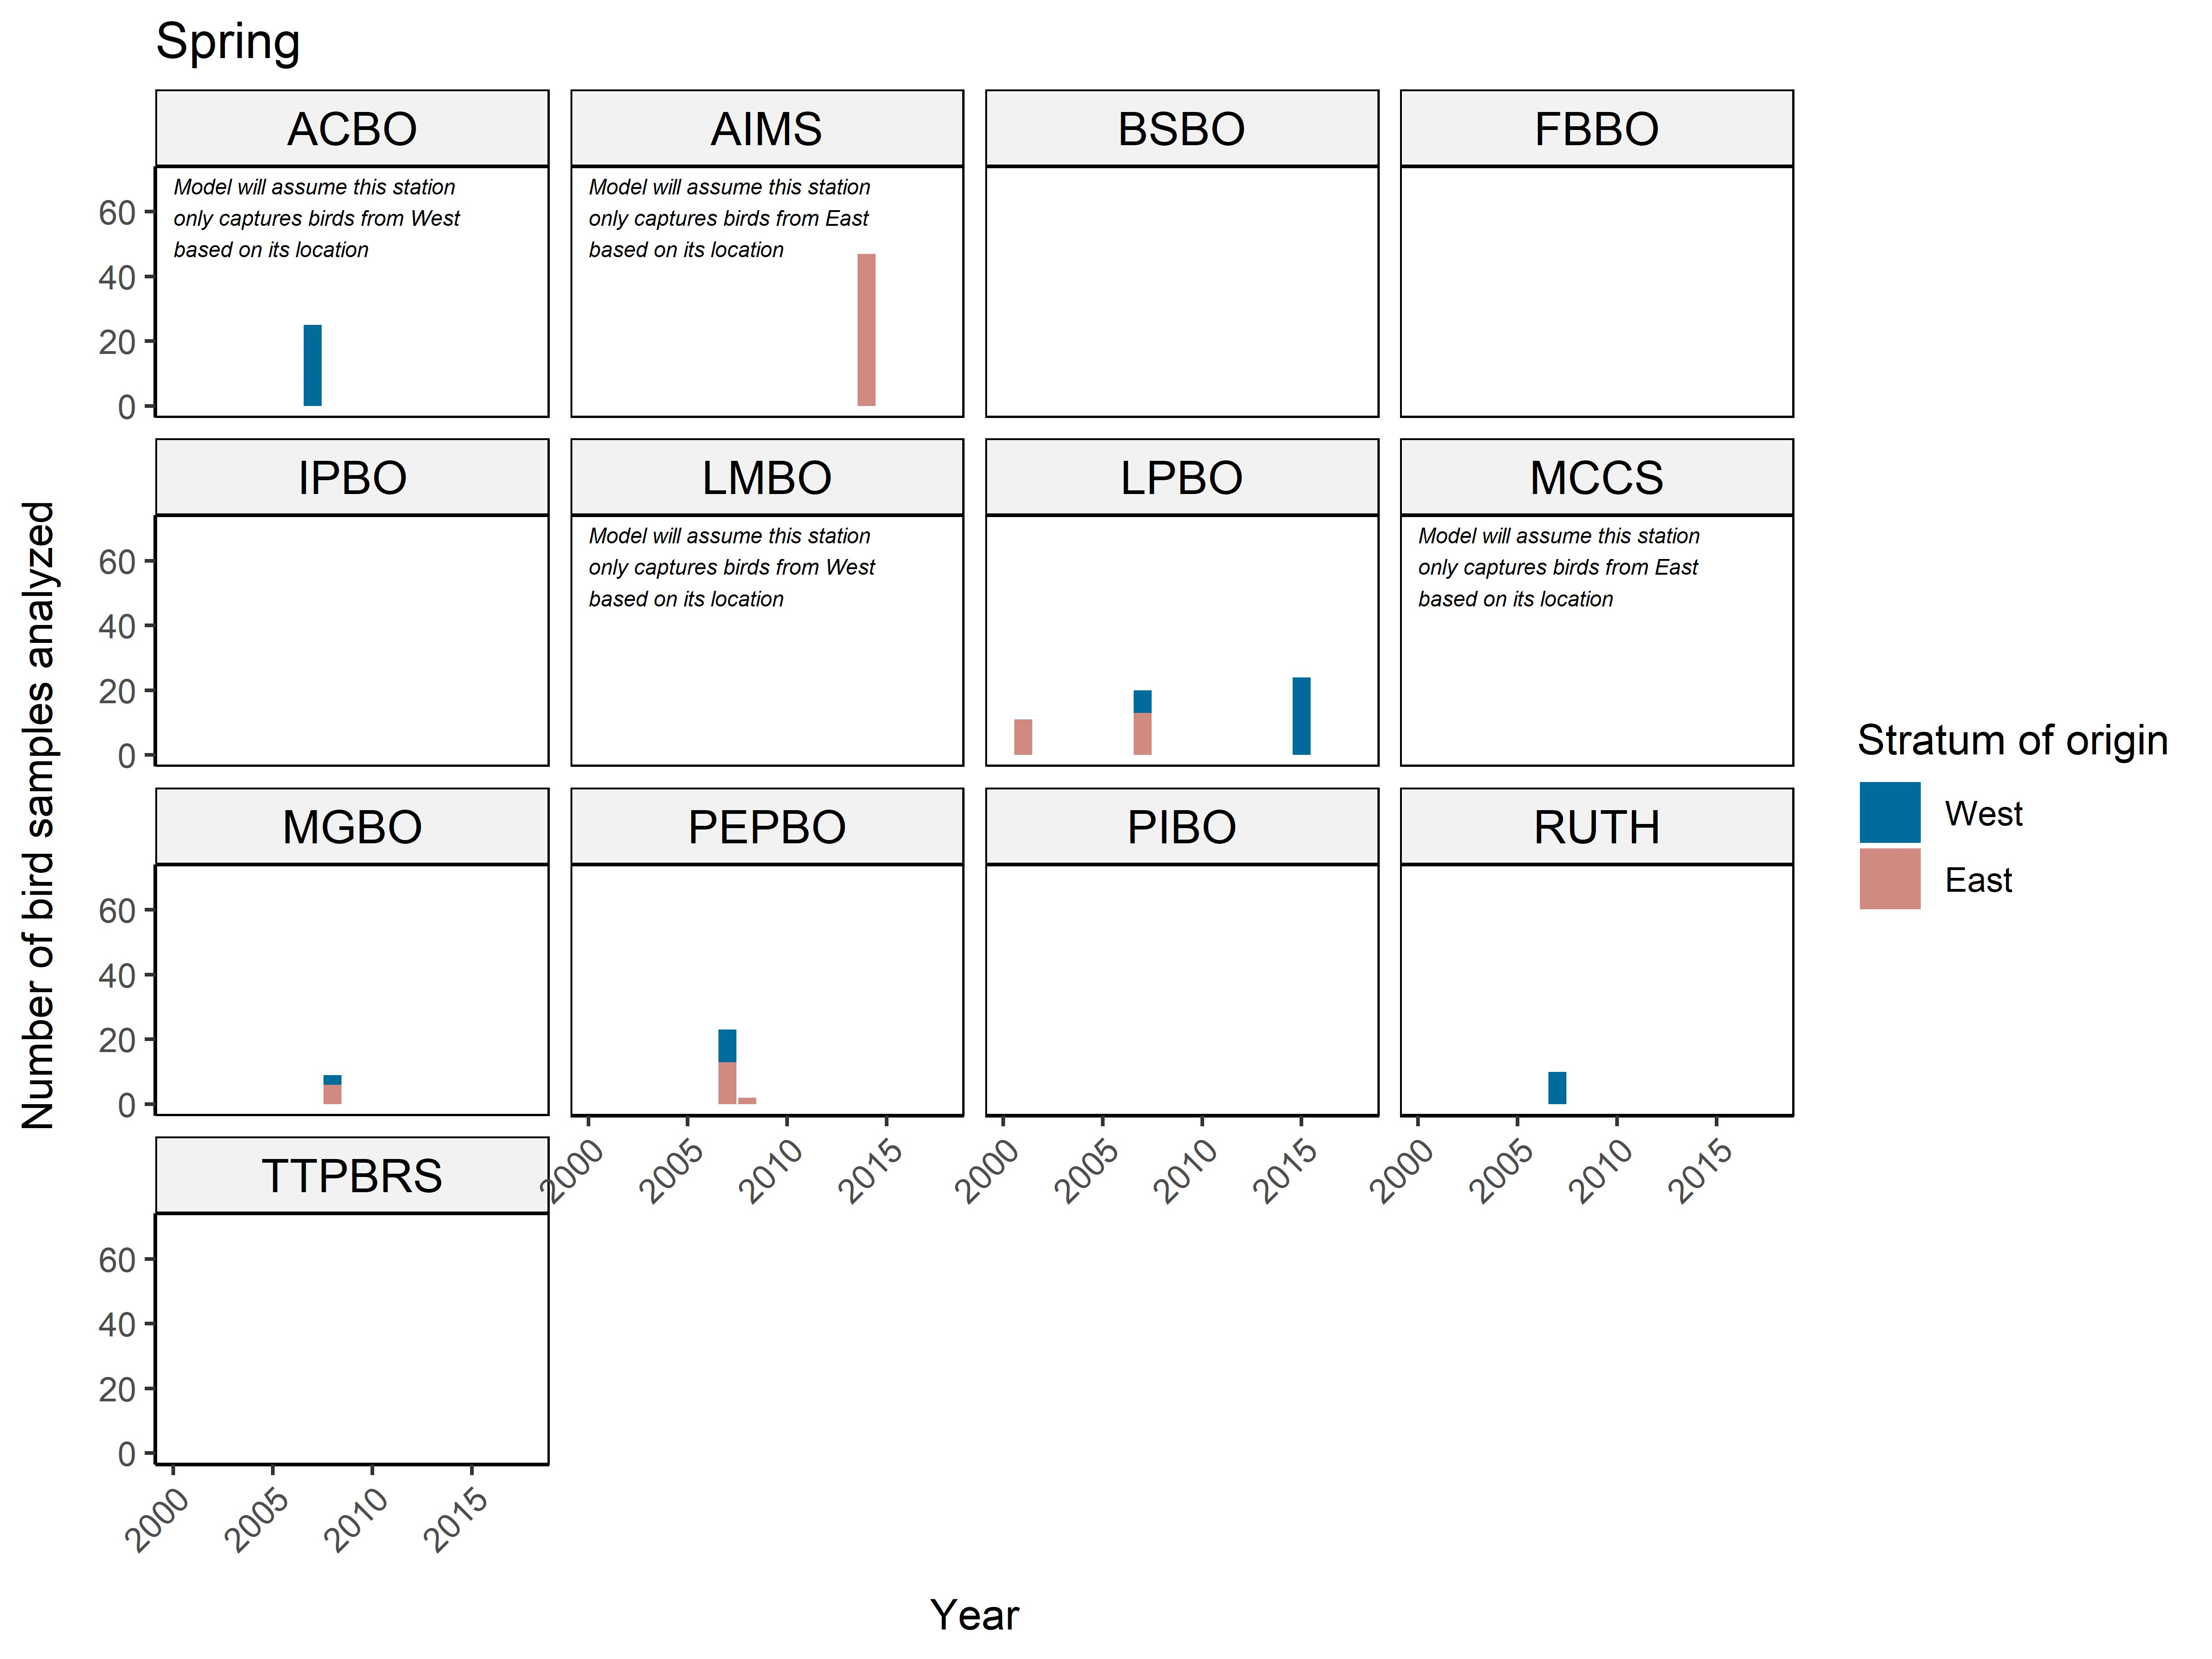 Spring
ACBO
AIMS
BSBO
FBBO
Model will assume this station
only captures birds from West
based on its location
Model will assume this station
only captures birds from East
based on its location
60
40
20
0
IPBO
LMBO
LPBO
MCCS
Model will assume this station
only captures birds from West
based on its location
Model will assume this station
only captures birds from East
based on its location
60
40
20
0
MGBO
PEPBO
PIBO
RUTH
60
40
20
0
2000 2005 2010 2015
2000 2005 2010 2015
2000 2005 2010 2015
TTPBRS
60
40
20
0
2000 2005 2010 2015
Year
Number of bird samples analyzed
Stratum of origin
West
East